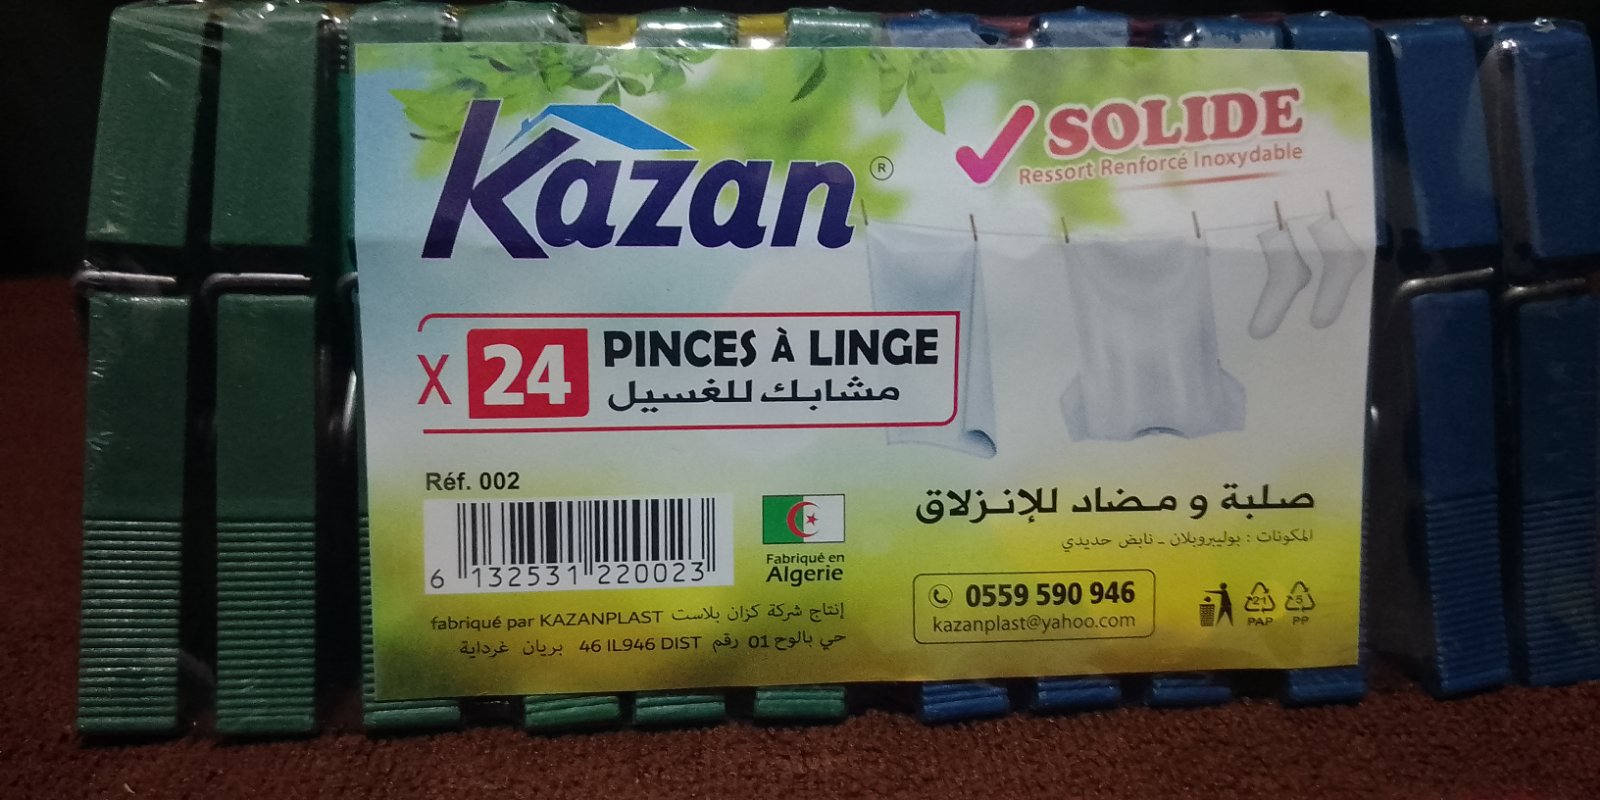 Kazan ®
SOLIDE
Ressort Renforcé Inoxydable
X 24 PINCES À LINGE
مشابك للغسيل
Réf. 002
6 132531 220023
Fabriqué en
Algerie
fabriqué par KAZANPLAST إنتاج شركة كزان بلاست
حي بالوح 01 رقم 46 IL946 DIST بريان غرداية
صلبة و مضاد للإنزلاق
المكونات : بوليبروبلان - نابض حديدي
0559 590 946
kazanplast@yahoo.com
21
PAP
5
PP